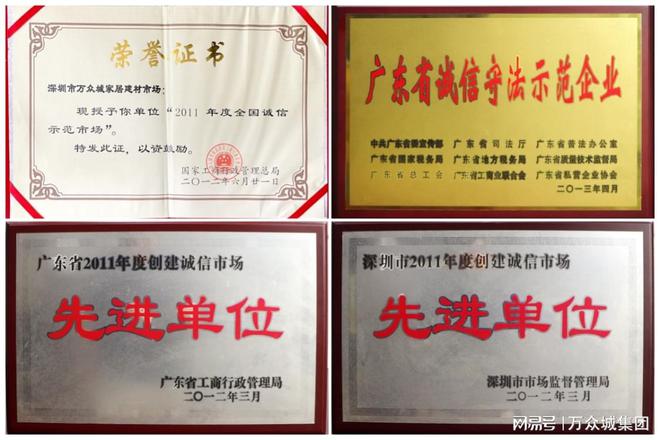 荣誉证书
深圳市万众城家居建材市场:
现授予你单位“2011 年度全国诚信
示范市场”。
特发此证,以资鼓励。
国家工商行政管理总局
二〇一二年六月廿一日
广东省诚信守法示范企业
中共广东省委宣传部 广东省司法厅 广东省普法办公室
广东省国家税务局 广东省地方税务局 广东省质量技术监督局
广东省总工会 广东省工商业联合会 广东省私营企业协会
二〇一三年四月
广东省2011年度创建诚信市场
先进单位
广东省工商行政管理局
二〇一二年三月
深圳市2011年度创建诚信市场
先进单位
深圳市市场监督管理局
二〇一二年三月
网易号 | 万众城集团